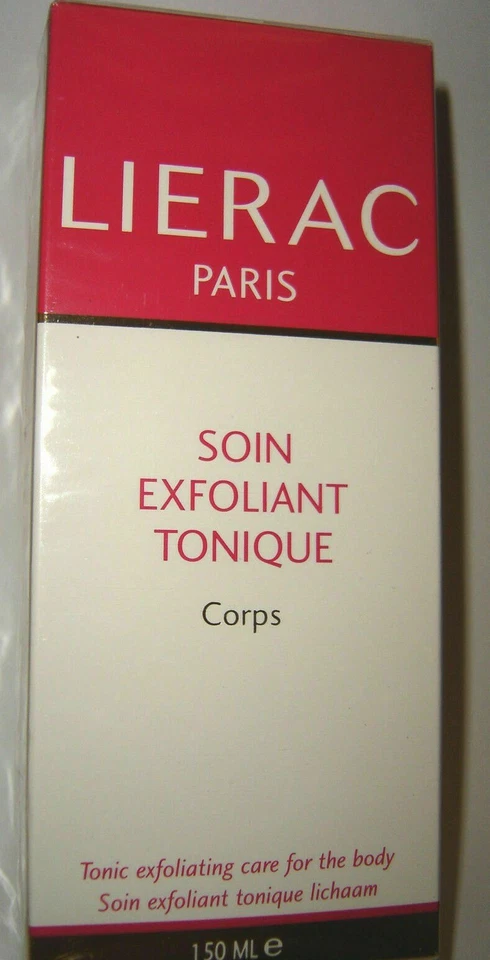 LIERAC
PARIS
SOIN
EXFOLIANT
TONIQUE
Corps
Tonic exfoliating care for the body
Soin exfoliant tonique lichaam
150 ML e